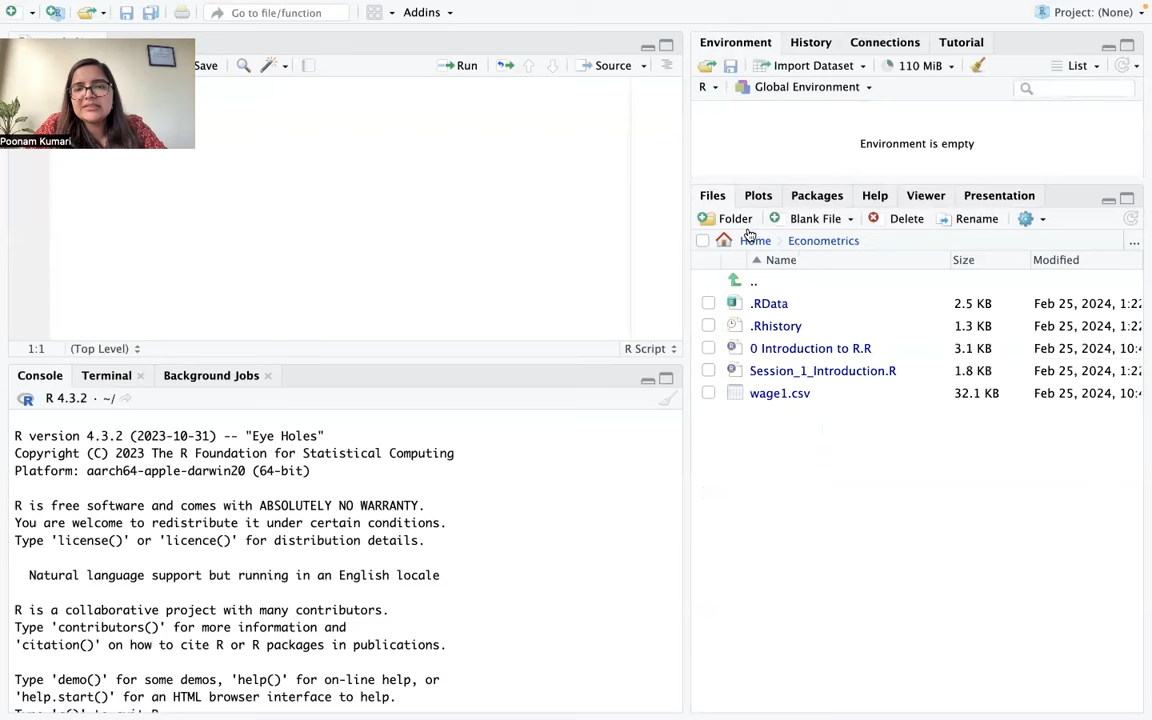 Go to file/function
Addins
Project: (None)
Save
Run
Source
Poonam Kumari
1:1
(Top Level)
R Script
Console
Terminal
Background Jobs
R 4.3.2 · ~/
R version 4.3.2 (2023-10-31) -- "Eye Holes"
Copyright (C) 2023 The R Foundation for Statistical Computing
Platform: aarch64-apple-darwin20 (64-bit)
R is free software and comes with ABSOLUTELY NO WARRANTY.
You are welcome to redistribute it under certain conditions.
Type 'license()' or 'licence()' for distribution details.
Natural language support but running in an English locale
R is a collaborative project with many contributors.
Type 'contributors()' for more information and
'citation()' on how to cite R or R packages in publications.
Type 'demo()' for some demos, 'help()' for on-line help, or
'help.start()' for an HTML browser interface to help.
Environment History Connections Tutorial
Import Dataset 110 MiB List
R Global Environment
Environment is empty
Files Plots Packages Help Viewer Presentation
Folder Blank File Delete Rename
Home Econometrics ...
Name Size Modified
..
.RData 2.5 KB Feb 25, 2024, 1:22
.Rhistory 1.3 KB Feb 25, 2024, 1:22
0 Introduction to R.R 3.1 KB Feb 25, 2024, 10:4
Session_1_Introduction.R 1.8 KB Feb 25, 2024, 1:22
wage1.csv 32.1 KB Feb 25, 2024, 10:4